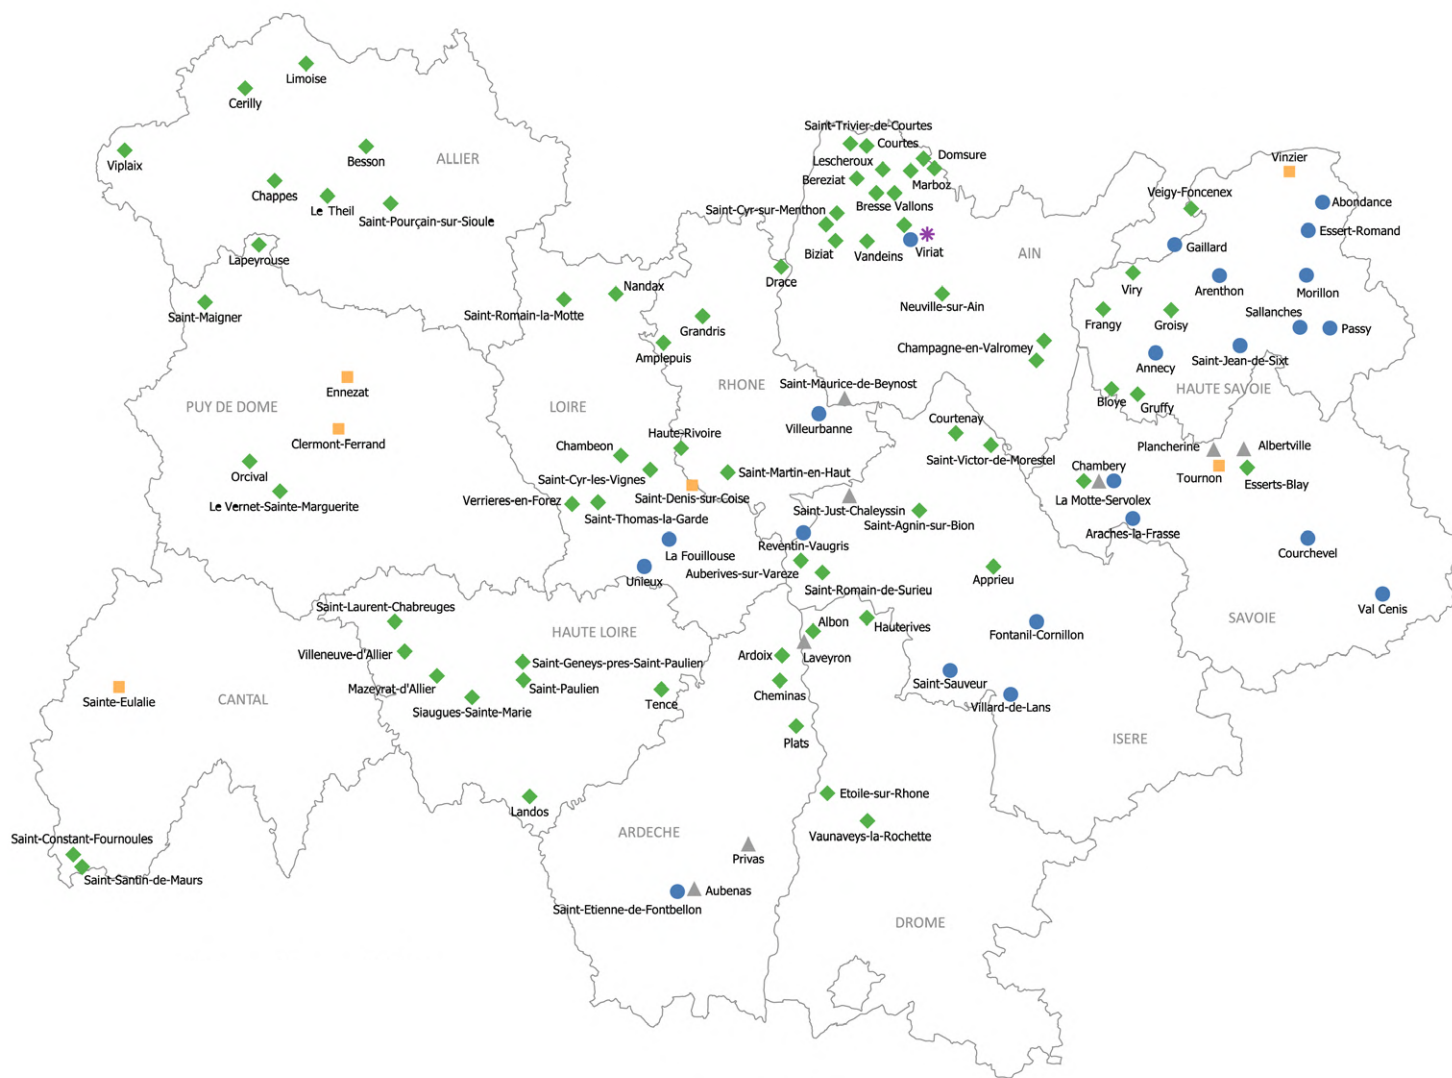 Limoise
Cerilly
Viplaix
Besson
ALLIER
Chappes
Le Theil
Saint-Pourçain-sur-Sioule
Lapeyrouse
Saint-Maigner
Ennezat
PUY DE DOME
Clermont-Ferrand
Orcival
Le Vernet-Sainte-Marguerite
Saint-Trivier-de-Courtes
Courtes
Domsure
Lescheroux
Bereziat
Marboz
Bresse Vallons
Saint-Cyr-sur-Menthon
Biziat
Vandeins
Viriat
AIN
Drace
Neuville-sur-Ain
Champagne-en-Valromey
Nandax
Saint-Romain-la-Motte
Grandris
Amplepuis
RHONE
Saint-Maurice-de-Beynost
Villeurbanne
LOIRE
Chambeon
Haute-Rivoire
Saint-Cyr-les-Vignes
Saint-Martin-en-Haut
Verrieres-en-Forez
Saint-Denis-sur-Coise
Saint-Thomas-la-Garde
La Fouillouse
Unieux
Vinzier
Veigy-Foncenex
Abondance
Essert-Romand
Gaillard
Viry
Arenthon
Morillon
Frangy
Groisy
Sallanches
Passy
Annecy
Saint-Jean-de-Sixt
HAUTE SAVOIE
Bloye
Gruffy
Plancherine
Albertville
Tournon
Esserts-Blay
Chambery
La Motte-Servolex
Araches-la-Frasse
Courchevel
Val Cenis
SAVOIE
Courtenay
Saint-Victor-de-Morestel
Saint-Just-Chaleyssin
Saint-Agnin-sur-Bion
Reventin-Vaugris
Auberives-sur-Vareze
Saint-Romain-de-Surieu
Apprieu
Fontanil-Cornillon
Saint-Sauveur
Villard-de-Lans
ISERE
Saint-Laurent-Chabreuges
HAUTE LOIRE
Villeneuve-d'Allier
Mazeyrat-d'Allier
Saint-Geneys-pres-Saint-Paulien
Saint-Paulien
Siaugues-Sainte-Marie
Tence
Landos
Sainte-Eulalie
CANTAL
Saint-Constant-Fournoules
Saint-Santin-de-Maurs
Albon
Hauterives
Laveyron
Ardoix
Cheminas
Plats
Etoile-sur-Rhone
Vaunaveys-la-Rochette
ARDECHE
Privas
Aubenas
Saint-Etienne-de-Fontbellon
DROME